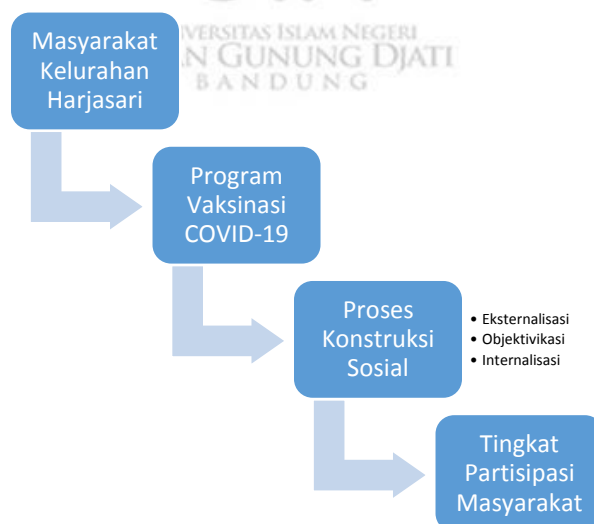 Masyarakat
Kelurahan
Harjasari
IVERSITAS ISLAM NEGERI
N GUNUNG DJATI
BANDUNG
Program
Vaksinasi
COVID-19
Proses
Konstruksi
Sosial
• Eksternalisasi
• Objektivikasi
• Internalisasi
Tingkat
Partisipasi
Masyarakat